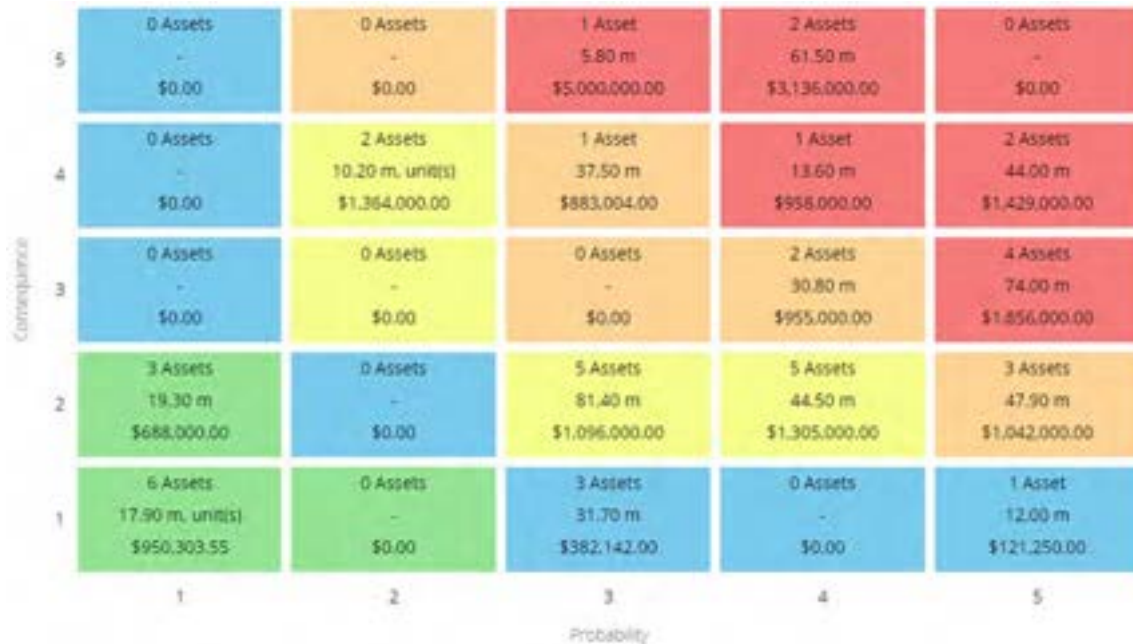 0 Assets
0 Assets
1 Asset
2 Assets
0 Assets
-
-
5.80 m
61.50 m
-
$0.00
$0.00
$5,000,000.00
$3,136,000.00
$0.00
5
0 Assets
2 Assets
1 Asset
1 Asset
2 Assets
-
10.20 m, unit(s)
37.50 m
13.60 m
44.00 m
$0.00
$1,364,000.00
$883,004.00
$958,000.00
$1,429,000.00
4
0 Assets
0 Assets
0 Assets
2 Assets
4 Assets
-
-
-
30.80 m
74.00 m
$0.00
$0.00
$0.00
$955,000.00
$1,856,000.00
3
Consequence
3 Assets
0 Assets
5 Assets
5 Assets
3 Assets
19.30 m
-
81.40 m
44.50 m
47.90 m
$688,000.00
$0.00
$1,096,000.00
$1,305,000.00
$1,042,000.00
2
6 Assets
0 Assets
3 Assets
0 Assets
1 Asset
17.90 m, unit(s)
-
31.70 m
-
12.00 m
$950,303.55
$0.00
$382,142.00
$0.00
$121,250.00
1
1
2
3
4
5
Probability